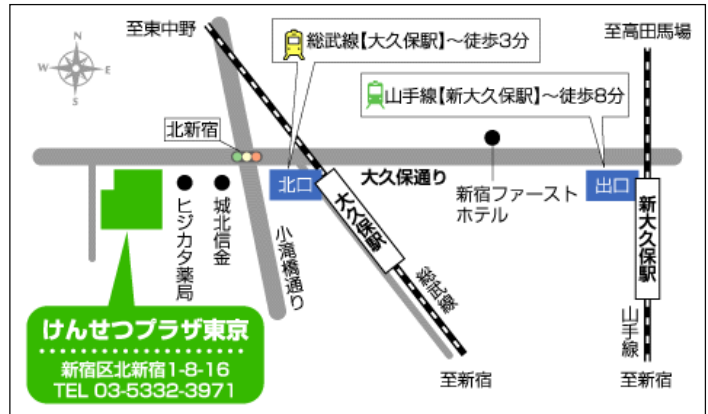 至東中野
総武線【大久保駅】～徒歩3分
至高田馬場
N
W
E
S
山手線【新大久保駅】～徒歩8分
北新宿
大久保通り
北口
新宿ファースト
ホテル
出口
大久保駅
新大久保駅
ヒジカタ薬局
城北信金
小滝橋通り
総武線
山手線
けんせつプラザ東京
新宿区北新宿1-8-16
TEL 03-5332-3971
至新宿
至新宿